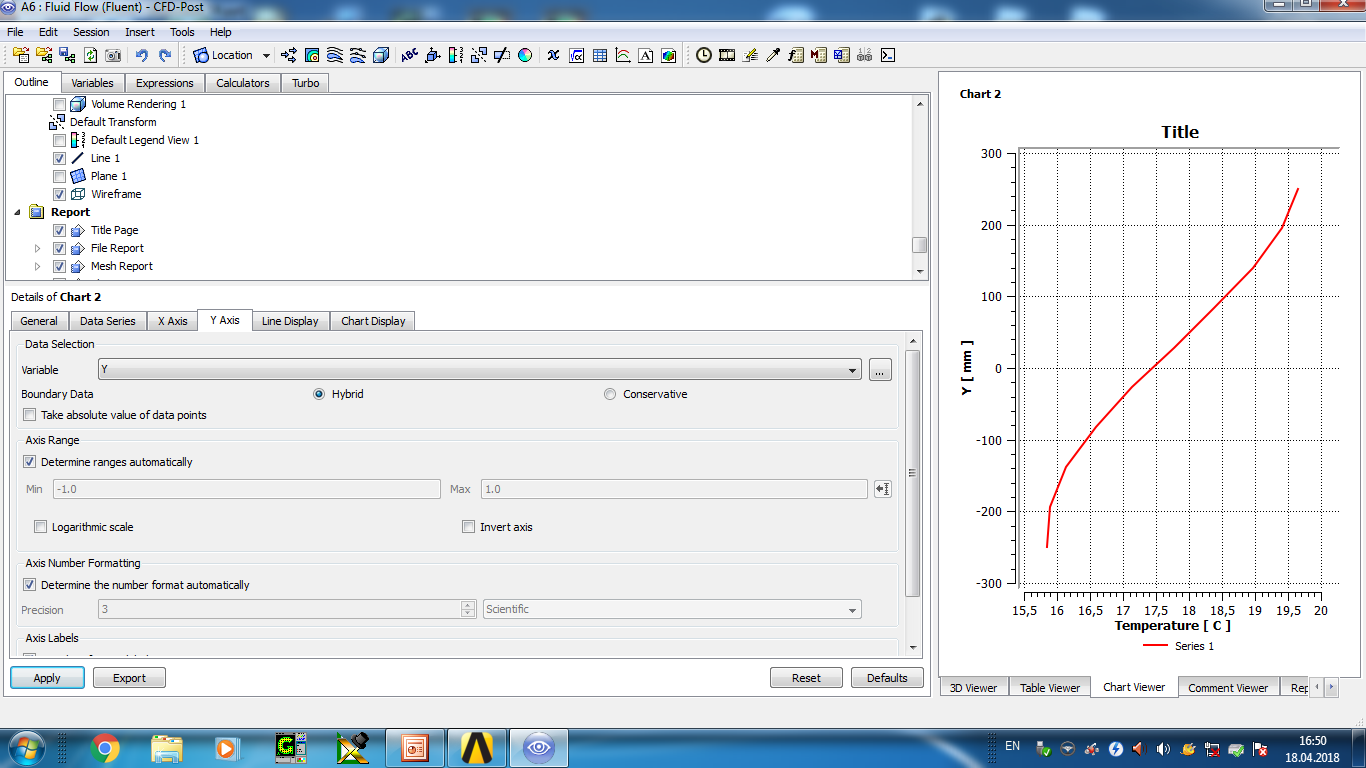 A6 : Fluid Flow (Fluent) - CFD-Post
File Edit Session Insert Tools Help
Location
Outline Variables Expressions Calculators Turbo
Volume Rendering 1
Default Transform
Default Legend View 1
Line 1
Plane 1
Wireframe
Report
Title Page
File Report
Mesh Report
Details of Chart 2
General Data Series X Axis Y Axis Line Display Chart Display
Data Selection
Variable Y ...
Boundary Data Hybrid Conservative
Take absolute value of data points
Axis Range
Determine ranges automatically
Min -1.0 Max 1.0
Logarithmic scale Invert axis
Axis Number Formatting
Determine the number format automatically
Precision 3 Scientific
Axis Labels
Apply Export Reset Defaults
Chart 2
Title
300
200
100
0
-100
-200
-300
Y [ mm ]
15,5 16 16,5 17 17,5 18 18,5 19 19,5 20
Temperature [ C ]
Series 1
3D Viewer Table Viewer Chart Viewer Comment Viewer Rep
EN
16:50
18.04.2018